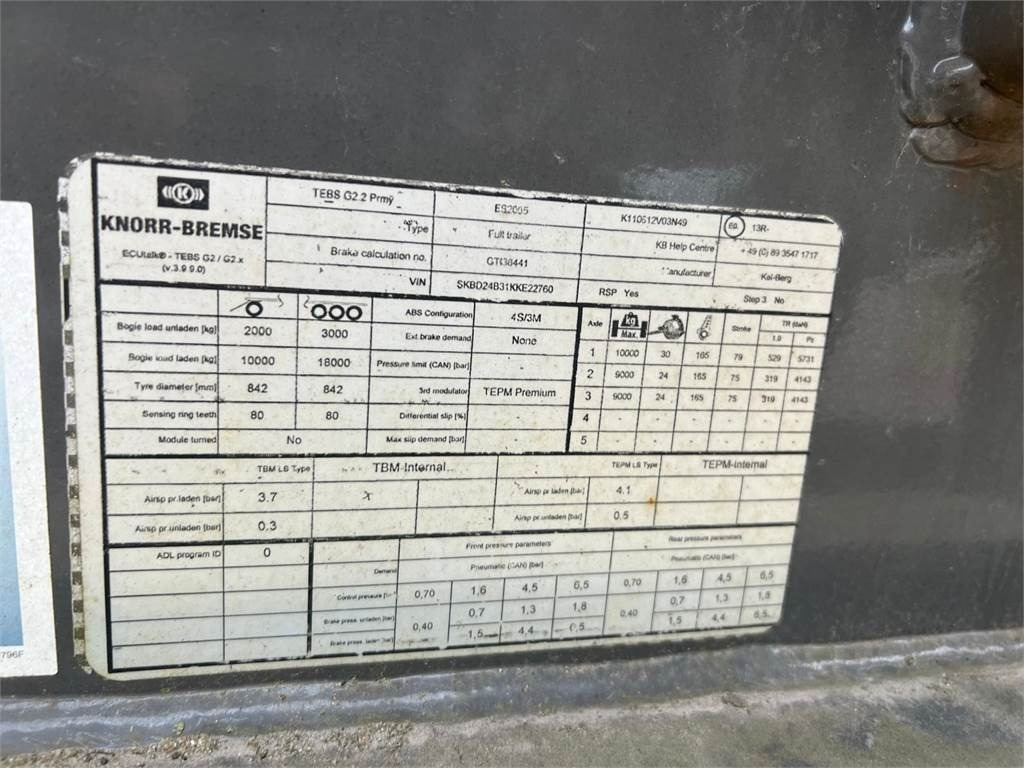 KNORR-BREMSE
ECUtalk® - TEBS G2 / G2.x
(v.3.9 9.0)
TEBS G2.2 Prmy ES2005 K110612V03N49 13R-
Type Full trailer KB Help Centre + 49 (0) 89 3547 1717
Brake calculation no. GTI38441 Manufacturer Kel-Berg
VIN SKBD24B31KKE22760 RSP Yes Step 3 No
Bogie load unladen [kg] 2000 3000
Bogie load laden [kg] 10000 18000
Tyre diameter [mm] 842 842
Sensing ring teeth 80 80
Module turned No
ABS Configuration 4S/3M
Ext brake demand None
Pressure limit (CAN) [bar] -
3rd modulator TEPM Premium
Differential slip [%] -
Max slip demand [bar] -
Axle kg Max. Stroke TR (daN)
1.0 Pz
1 10000 30 165 79 529 5731
2 9000 24 165 75 319 4143
3 9000 24 165 75 319 4143
4 - - - - - -
5 - - - - - -
TBM LS Type TBM-Internal
Airsp pr.laden [bar] 3.7 x
Airsp pr.unladen [bar] 0.3
TEPM LS Type TEPM-Internal
Airsp pr laden [bar] 4.1
Airsp pr.unladen [bar] 0.5
ADL program ID 0
Front pressure parameters Rear pressure parameters
Demand Pneumatic (CAN) [bar] Pneumatic (CAN) [bar]
Control pressure 0,70 1,6 4,5 6,5 0,70 1,6 4,5 6,5
Brake press. unladen [bar] 0,40 0,7 1,3 1,8 0,40 0,7 1,3 1,8
Brake press. laden [bar] 1,5 4,4 6,5 1,5 4,4 6,5
796F